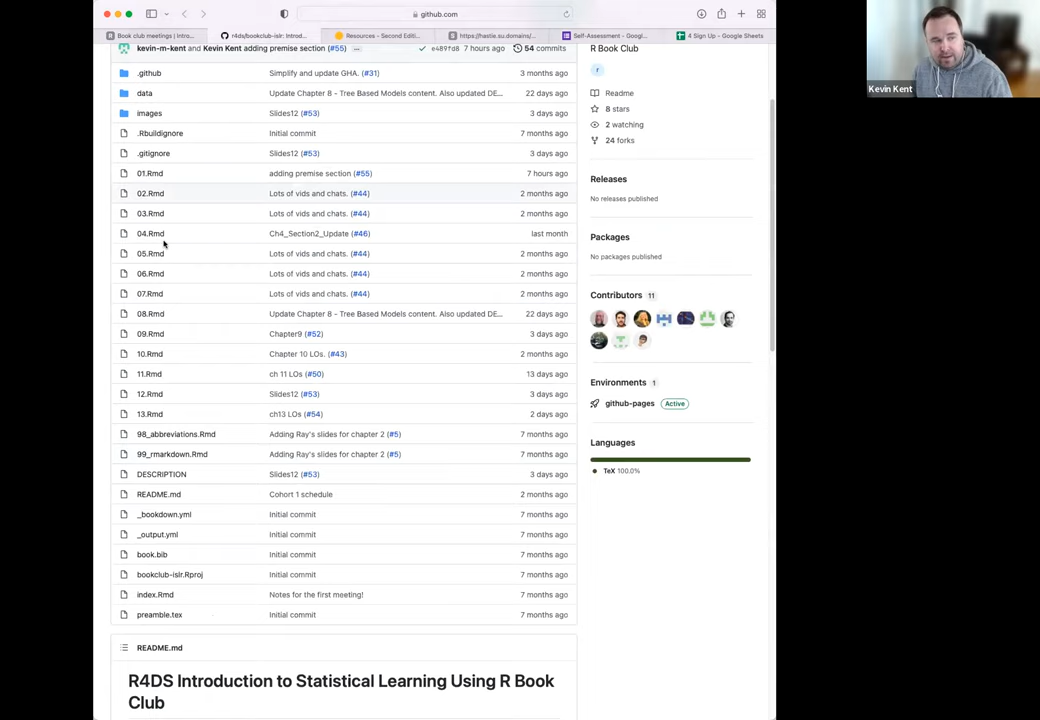 github.com
Book club meetings | Intro...
r4ds/bookclub-islr: Introd...
Resources – Second Editi...
https://hastie.su.domains/...
Self-Assessment – Googl...
4 Sign Up – Google Sheets
kevin-m-kent and Kevin Kent adding premise section (#55) ... e489fd8 7 hours ago 54 commits
.github Simplify and update GHA. (#31) 3 months ago
data Update Chapter 8 - Tree Based Models content. Also updated DE... 22 days ago
images Slides12 (#53) 3 days ago
.Rbuildignore Initial commit 7 months ago
.gitignore Slides12 (#53) 3 days ago
01.Rmd adding premise section (#55) 7 hours ago
02.Rmd Lots of vids and chats. (#44) 2 months ago
03.Rmd Lots of vids and chats. (#44) 2 months ago
04.Rmd Ch4_Section2_Update (#46) last month
05.Rmd Lots of vids and chats. (#44) 2 months ago
06.Rmd Lots of vids and chats. (#44) 2 months ago
07.Rmd Lots of vids and chats. (#44) 2 months ago
08.Rmd Update Chapter 8 - Tree Based Models content. Also updated DE... 22 days ago
09.Rmd Chapter9 (#52) 3 days ago
10.Rmd Chapter 10 LOs. (#43) 2 months ago
11.Rmd ch 11 LOs (#50) 13 days ago
12.Rmd Slides12 (#53) 3 days ago
13.Rmd ch13 LOs (#54) 2 days ago
98_abbreviations.Rmd Adding Ray's slides for chapter 2 (#5) 7 months ago
99_rmarkdown.Rmd Adding Ray's slides for chapter 2 (#5) 7 months ago
DESCRIPTION Slides12 (#53) 3 days ago
README.md Cohort 1 schedule 2 months ago
_bookdown.yml Initial commit 7 months ago
_output.yml Initial commit 7 months ago
book.bib Initial commit 7 months ago
bookclub-islr.Rproj Initial commit 7 months ago
index.Rmd Notes for the first meeting! 7 months ago
preamble.tex Initial commit 7 months ago
README.md
R4DS Introduction to Statistical Learning Using R Book
Club
R Book Club
r
Readme
8 stars
2 watching
24 forks
Releases
No releases published
Packages
No packages published
Contributors 11
Environments 1
github-pages Active
Languages
TeX 100.0%
Kevin Kent